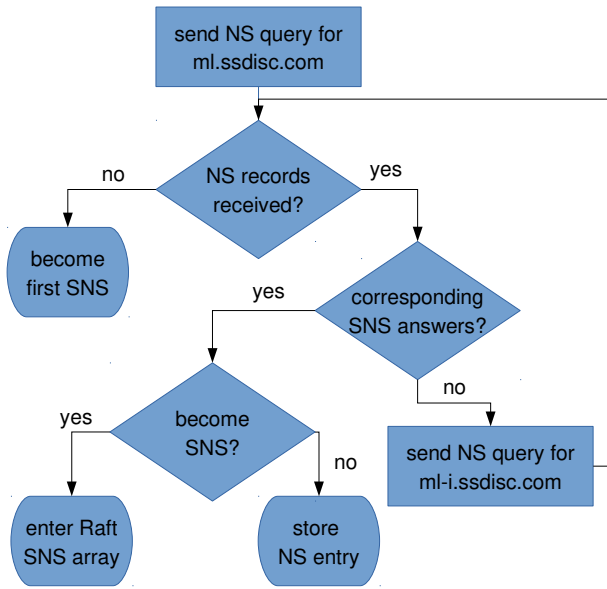 send NS query for
ml.ssdisc.com
no
NS records
received?
yes
become
first SNS
yes
corresponding
SNS answers?
no
yes
become
SNS?
no
send NS query for
ml-i.ssdisc.com
enter Raft
SNS array
store
NS entry